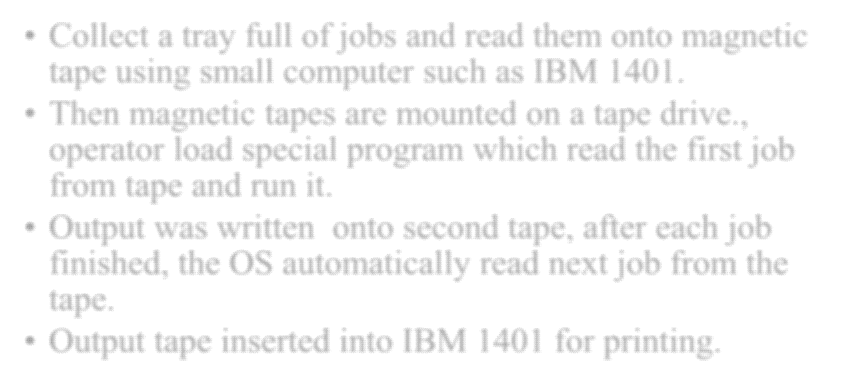 • Collect a tray full of jobs and read them onto magnetic
tape using small computer such as IBM 1401.
• Then magnetic tapes are mounted on a tape drive.,
operator load special program which read the first job
from tape and run it.
• Output was written  onto second tape, after each job
finished, the OS automatically read next job from the
tape.
• Output tape inserted into IBM 1401 for printing.